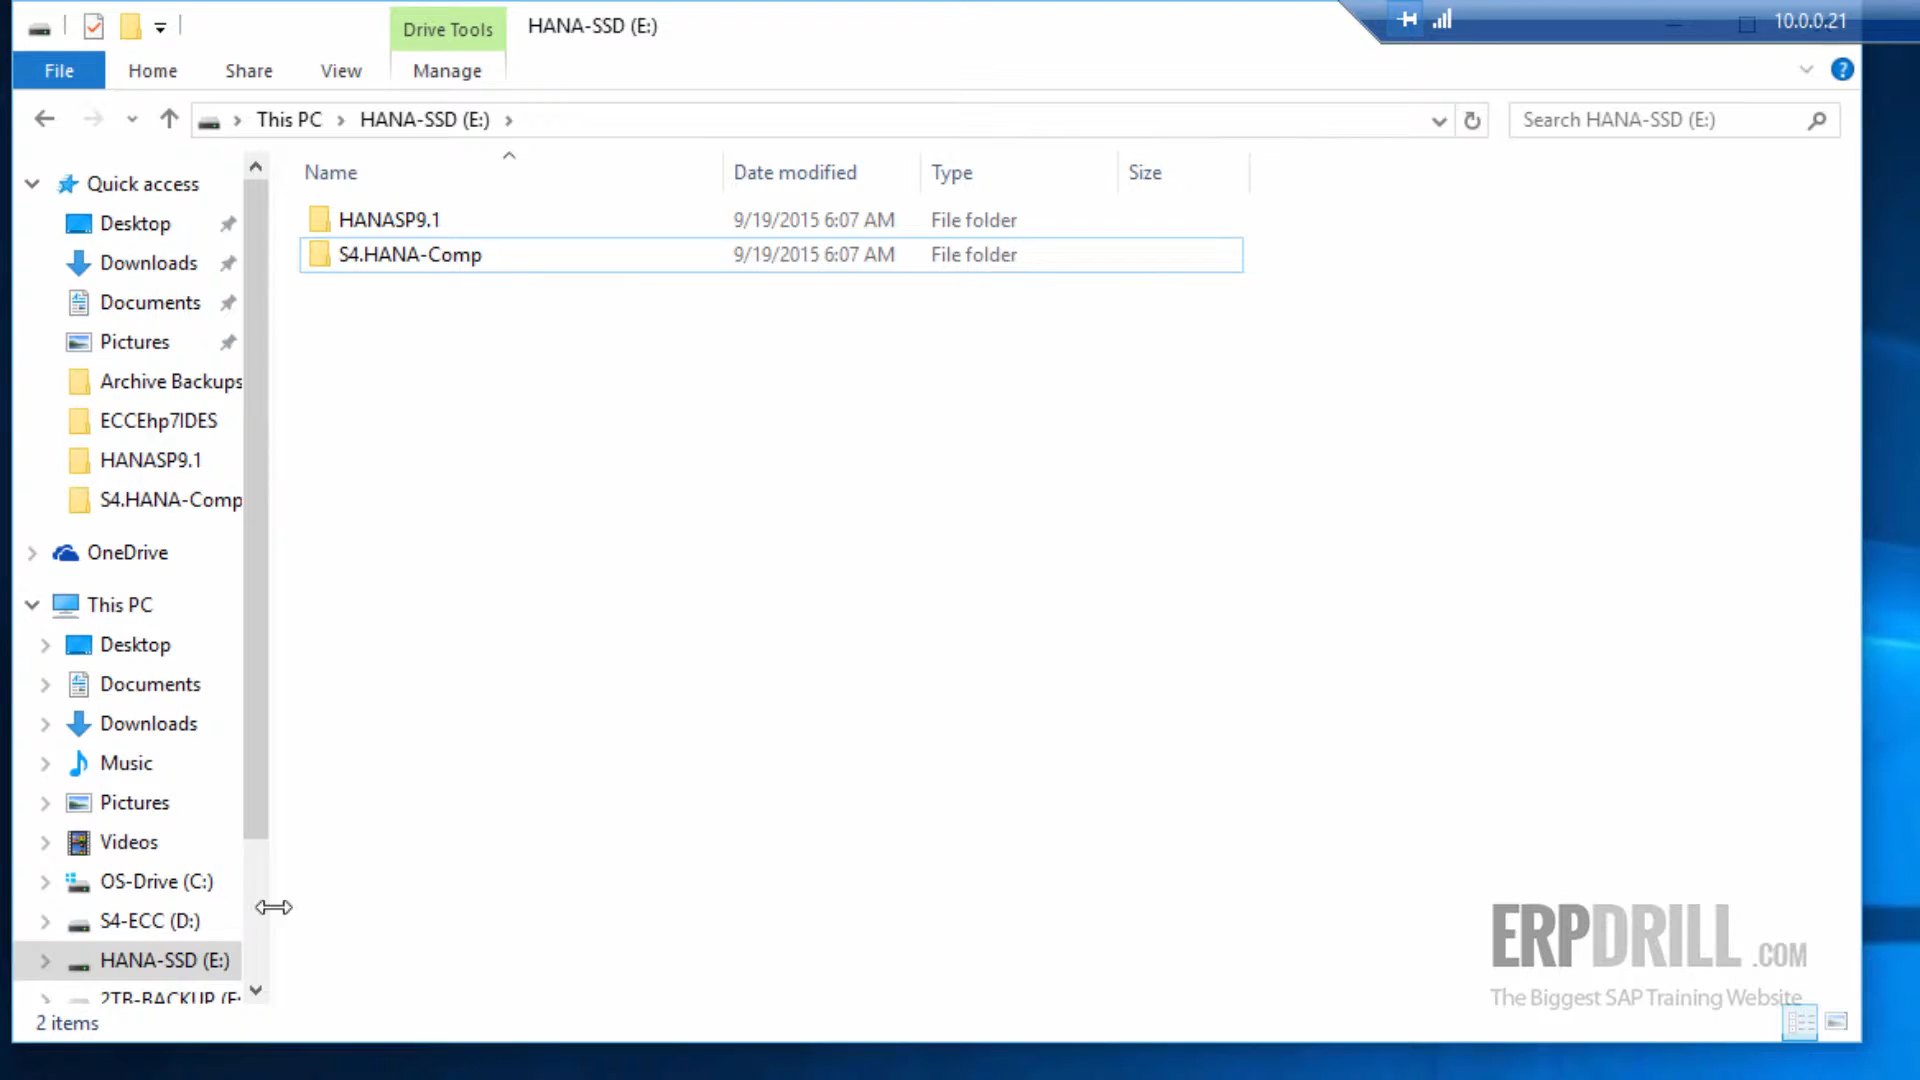 Drive Tools
HANA-SSD (E:)
10.0.0.21
File
Home
Share
View
Manage
This PC
HANA-SSD (E:)
Search HANA-SSD (E:)
Name
Date modified
Type
Size
HANASP9.1
9/19/2015 6:07 AM
File folder
S4.HANA-Comp
9/19/2015 6:07 AM
File folder
Quick access
Desktop
Downloads
Documents
Pictures
Archive Backups
ECCEhp7IDES
HANASP9.1
S4.HANA-Comp
OneDrive
This PC
Desktop
Documents
Downloads
Music
Pictures
Videos
OS-Drive (C:)
S4-ECC (D:)
HANA-SSD (E:)
2TB-BACKUP (F:
2 items
ERPDRILL.COM
The Biggest SAP Training Website